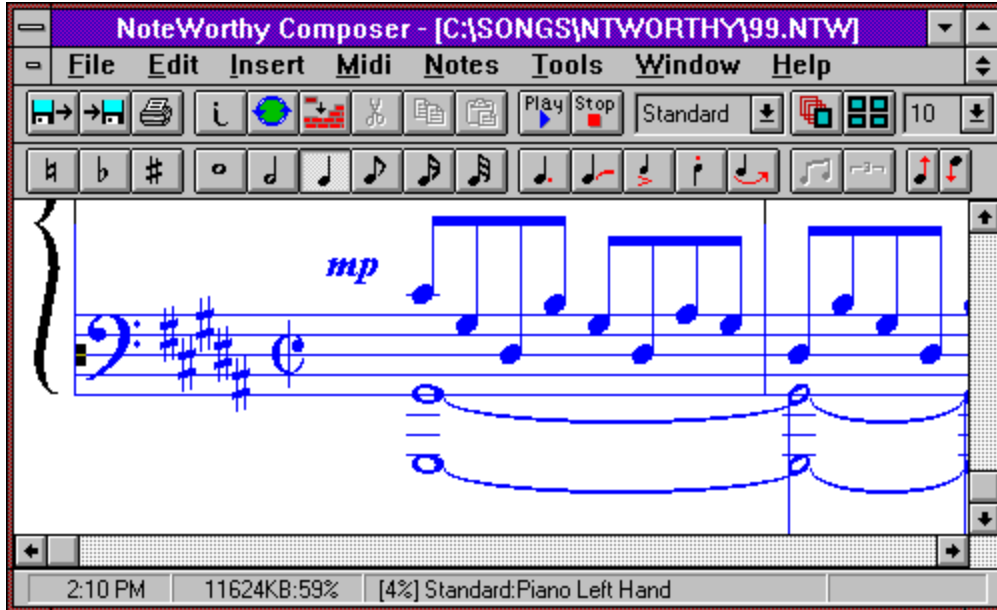 NoteWorthy Composer - [C:\SONGS\NTWORTHY\99.NTW]
File Edit Insert Midi Notes Tools Window Help
i Play Stop Standard 10
3
mp
2:10 PM 11624KB:59% [4%] Standard:Piano Left Hand